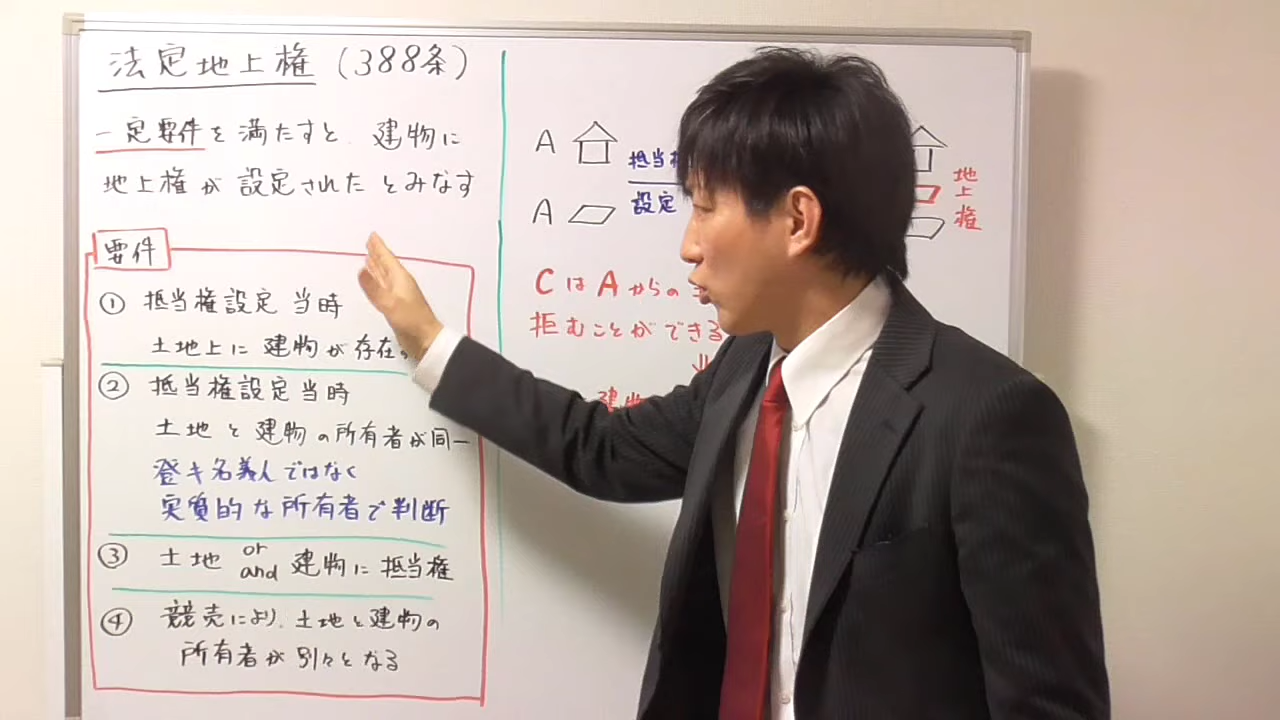 法定地上権(388条)
一定要件を満たすと、建物に
地上権が設定されたとみなす
要件
① 抵当権設定当時
土地上に建物が存在
② 抵当権設定当時
土地と建物の所有者が同一
登キ名義人ではなく
実質的な所有者で判断
③ 土地 or and 建物に抵当権
④ 競売により、土地と建物の
所有者が別々となる
A
抵当
設定
A
地上権
CはAからの
拒むことができる
建物